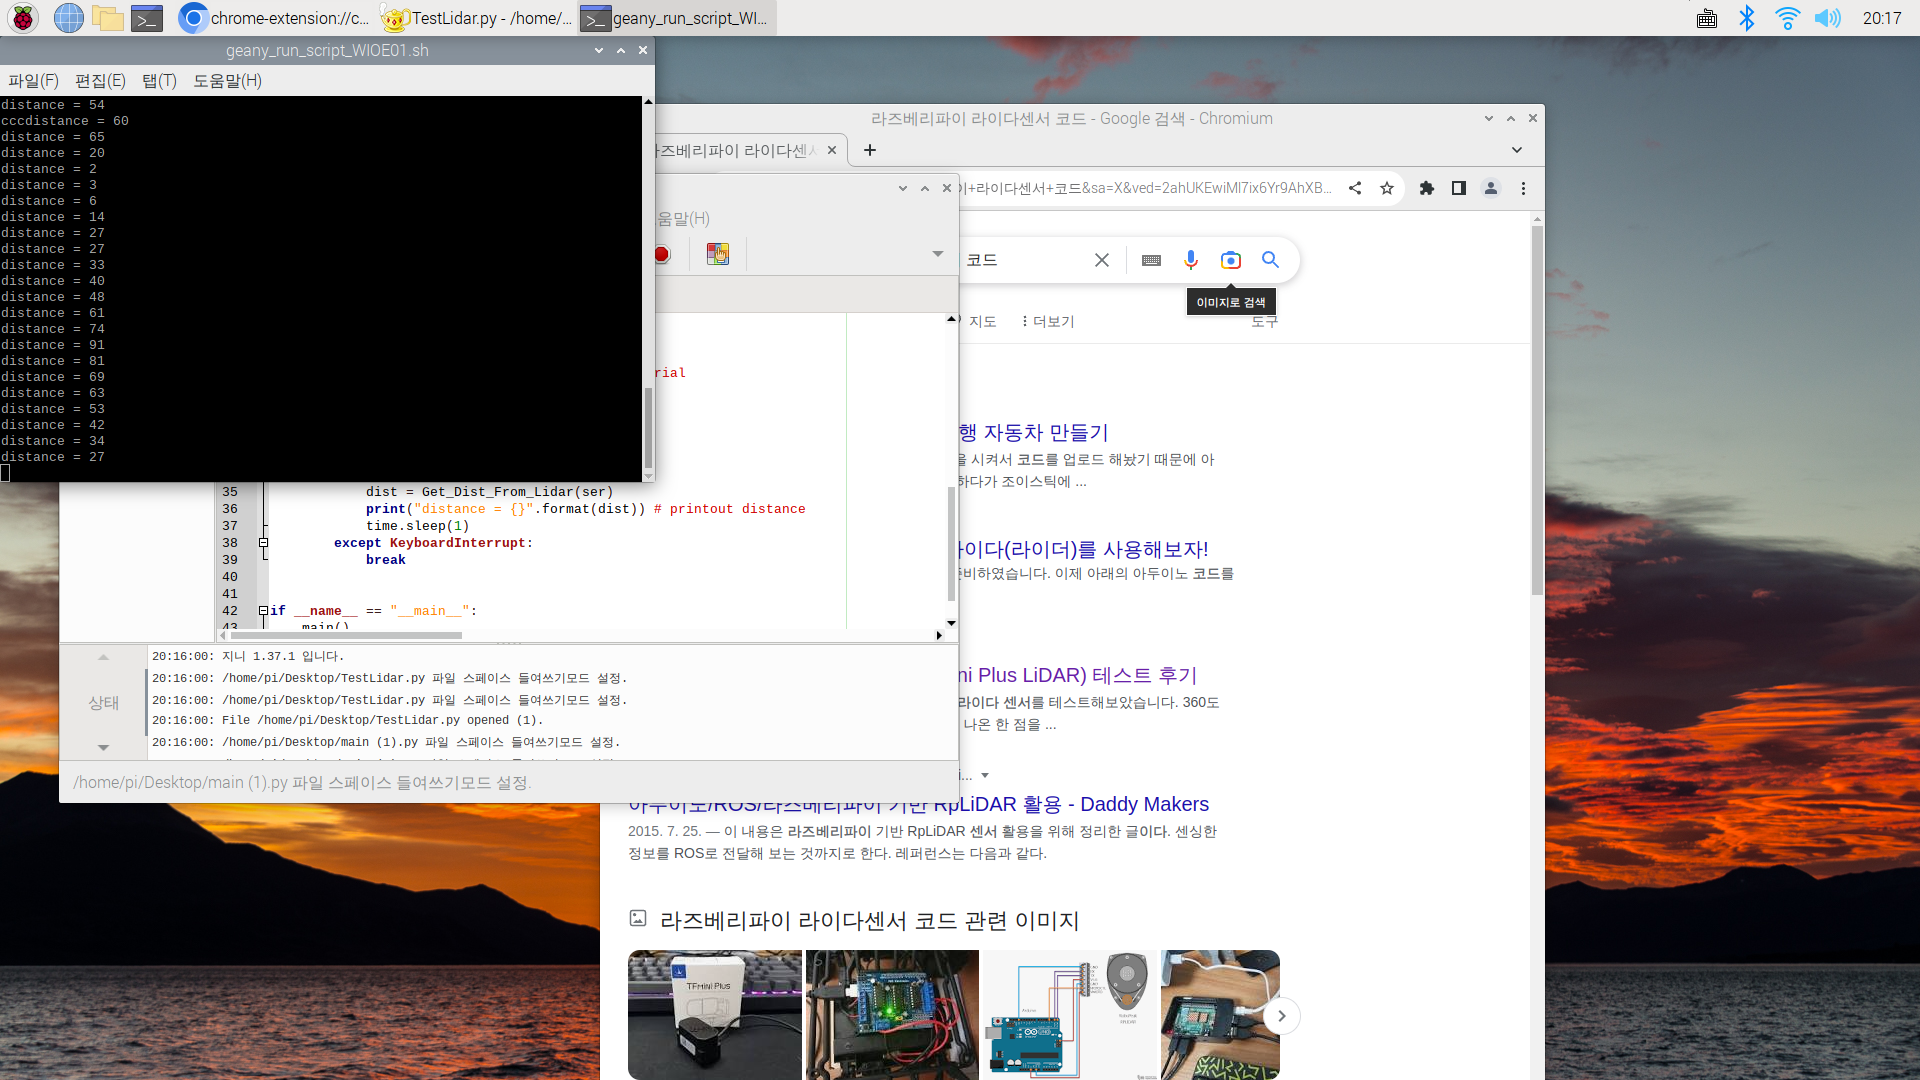 chrome-extension://c...
TestLidar.py - /home/...
geany_run_script_WI...
20:17
geany_run_script_WIOE01.sh
파일(F) 편집(E) 탭(T) 도움말(H)
distance = 54
cccdistance = 60
distance = 65
distance = 20
distance = 2
distance = 3
distance = 6
distance = 14
distance = 27
distance = 27
distance = 33
distance = 40
distance = 48
distance = 61
distance = 74
distance = 91
distance = 81
distance = 69
distance = 63
distance = 53
distance = 42
distance = 34
distance = 27
라즈베리파이 라이다센서 코드 - Google 검색 - Chromium
라즈베리파이 라이다센서
이+라이다센서+코드&sa=X&ved=2ahUKEwiMl7ix6Yr9AhXB...
움말(H)
rial
35 dist = Get_Dist_From_Lidar(ser)
36 print("distance = {}".format(dist)) # printout distance
37 time.sleep(1)
38 except KeyboardInterrupt:
39 break
40
41
42 if __name__ == "__main__":
43 main()
상태
20:16:00: 지니 1.37.1 입니다.
20:16:00: /home/pi/Desktop/TestLidar.py 파일 스페이스 들여쓰기모드 설정.
20:16:00: /home/pi/Desktop/TestLidar.py 파일 스페이스 들여쓰기모드 설정.
20:16:00: File /home/pi/Desktop/TestLidar.py opened (1).
20:16:00: /home/pi/Desktop/main (1).py 파일 스페이스 들여쓰기모드 설정.
/home/pi/Desktop/main (1).py 파일 스페이스 들여쓰기모드 설정.
코드
이미지로 검색
지도 더보기 도구
행 자동차 만들기
을 시켜서 코드를 업로드 해놨기 때문에 아
하다가 조이스틱에 ...
라이다(라이더)를 사용해보자!
준비하였습니다. 이제 아래의 아두이노 코드를
ni Plus LiDAR) 테스트 후기
라이다 센서를 테스트해보았습니다. 360도
나온 한 점을 ...
i...
아두이노/ROS/라즈베리파이 기반 RpLiDAR 활용 - Daddy Makers
2015. 7. 25. — 이 내용은 라즈베리파이 기반 RpLiDAR 센서 활용을 위해 정리한 글이다. 센싱한
정보를 ROS로 전달해 보는 것까지로 한다. 레퍼런스는 다음과 같다.
라즈베리파이 라이다센서 코드 관련 이미지
TFmini Plus